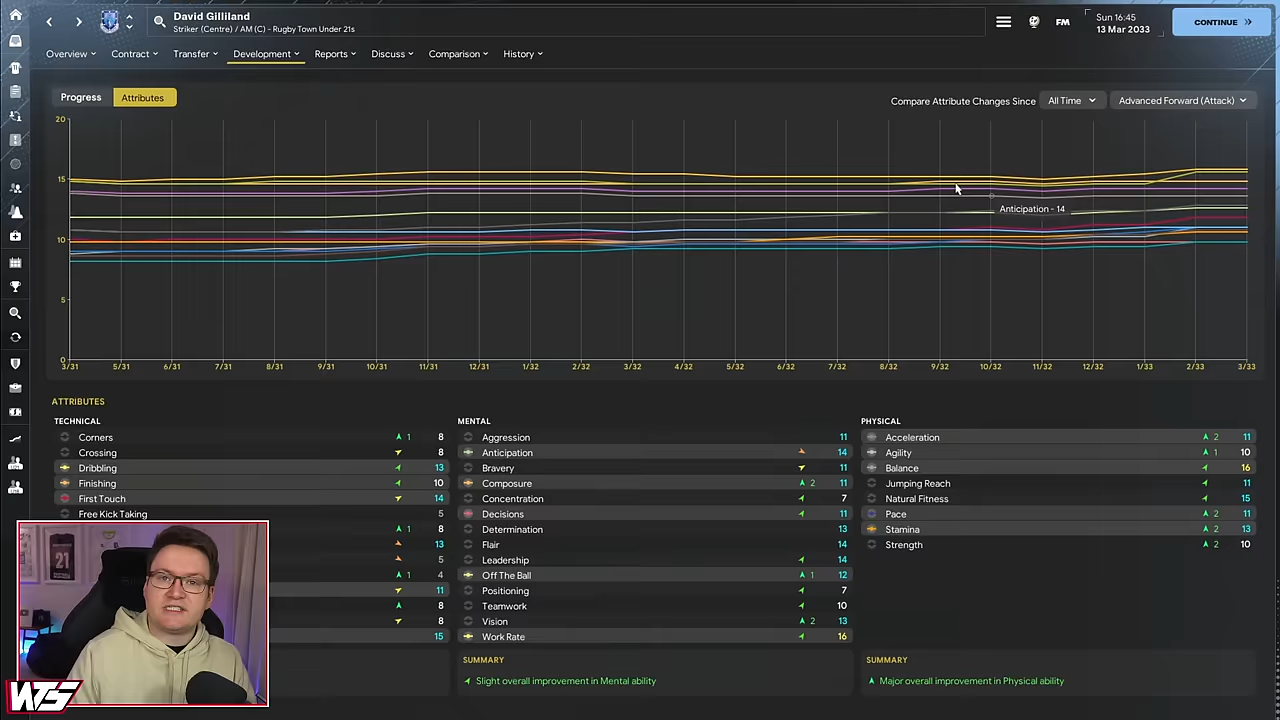 David Gilliland
Striker (Centre) / AM (C) - Rugby Town Under 21s
FM
Sun 16:45
13 Mar 2033
CONTINUE
Overview
Contract
Transfer
Development
Reports
Discuss
Comparison
History
Progress
Attributes
Compare Attribute Changes Since
All Time
Advanced Forward (Attack)
20
15
10
5
0
Anticipation - 14
3/31 5/31 6/31 7/31 8/31 9/31 10/31 11/31 12/31 1/32 2/32 3/32 4/32 5/32 6/32 7/32 8/32 9/32 10/32 11/32 12/32 1/33 2/33 3/33
ATTRIBUTES
TECHNICAL
Corners 1 8
Crossing 8
Dribbling 13
Finishing 10
First Touch 14
Free Kick Taking 5
1 8
13
5
1 4
11
8
8
15
MENTAL
Aggression 11
Anticipation 14
Bravery 11
Composure 2 11
Concentration 7
Decisions 11
Determination 13
Flair 14
Leadership 14
Off The Ball 1 12
Positioning 7
Teamwork 10
Vision 2 13
Work Rate 16
SUMMARY
Slight overall improvement in Mental ability
PHYSICAL
Acceleration 2 11
Agility 1 10
Balance 16
Jumping Reach 11
Natural Fitness 15
Pace 2 11
Stamina 2 13
Strength 2 10
SUMMARY
Major overall improvement in Physical ability
21
WTS